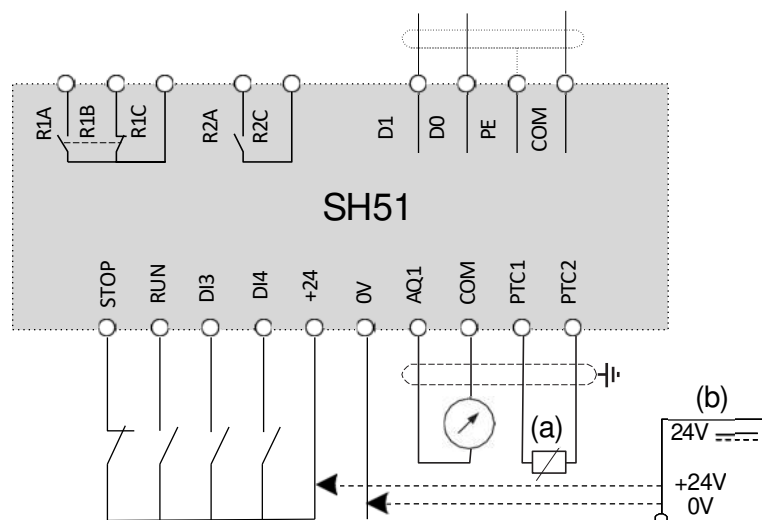 R1A R1B R1C R2A R2C D1 D0 PE COM
SH51
STOP RUN DI3 DI4 +24 0V AQ1 COM PTC1 PTC2
(a)
(b)
24V
+24V
0V